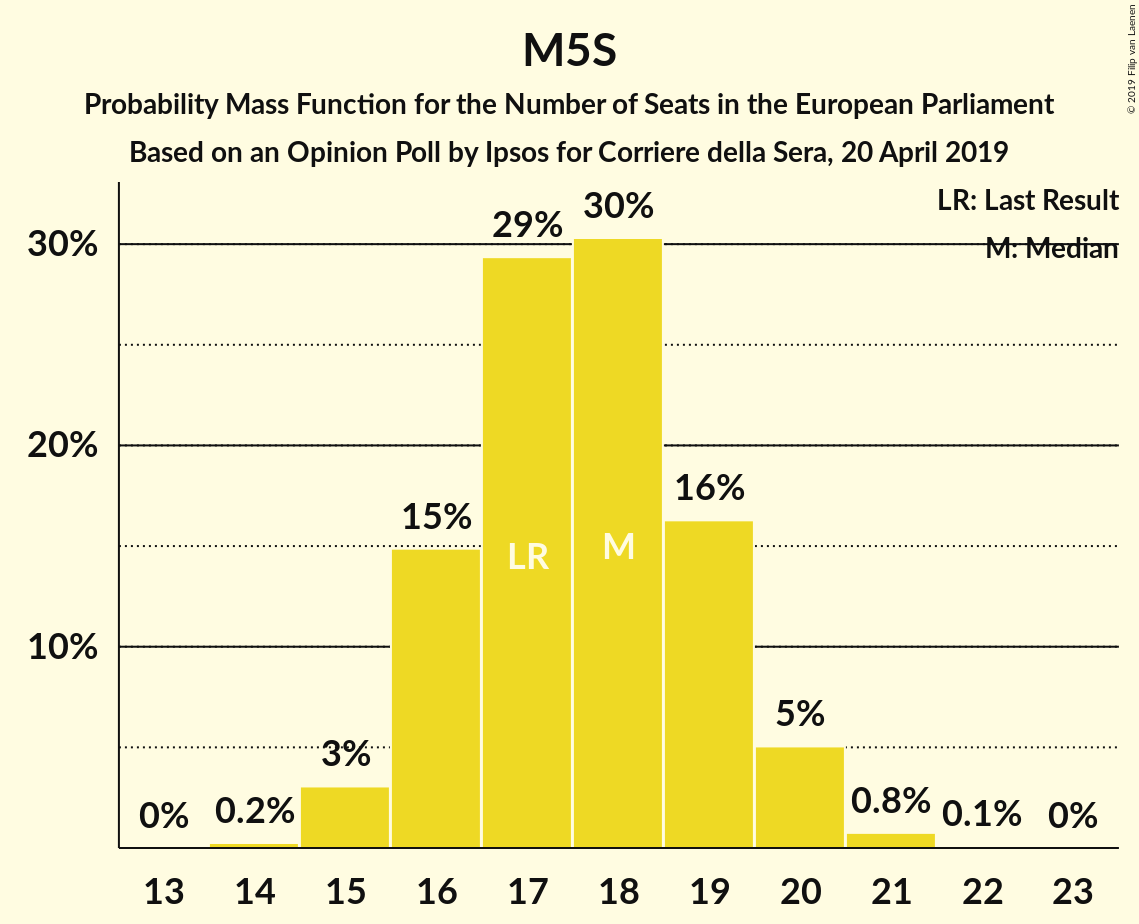 M5S
Probability Mass Function for the Number of Seats in the European Parliament
Based on an Opinion Poll by Ipsos for Corriere della Sera, 20 April 2019
© 2019 Filip van Laenen
LR: Last Result
M: Median
30%
20%
10%
0%
0.2%
3%
15%
29%
30%
16%
5%
0.8%
0.1%
0%
LR
M
13 14 15 16 17 18 19 20 21 22 23